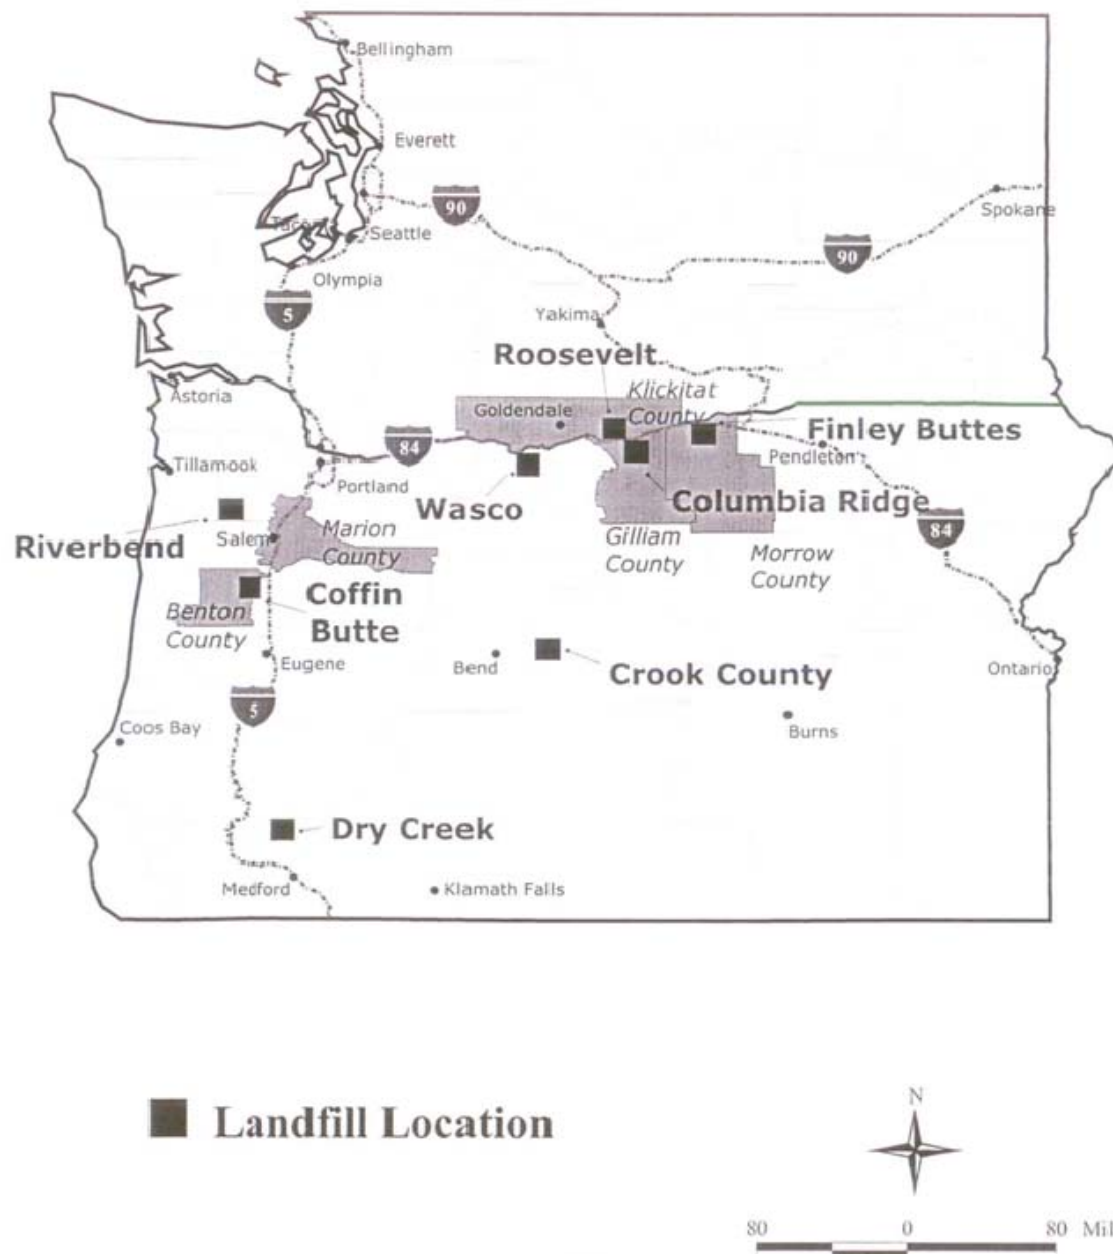 Bellingham
Everett
90
Spokane
Seattle
90
Olympia
5
Yakima
Roosevelt
Klickitat
County
Astoria
Goldendale
84
Finley Buttes
Tillamook
Pendleton
Portland
Wasco
Columbia Ridge
Riverbend
Salem
Marion
County
Gilliam
County
84
Morrow
County
Coffin
Butte
Benton
County
Eugene
Bend
Crook County
Ontario
5
Coos Bay
Burns
Dry Creek
Medford
Klamath Falls
Landfill Location
N
80 0 80 Mil